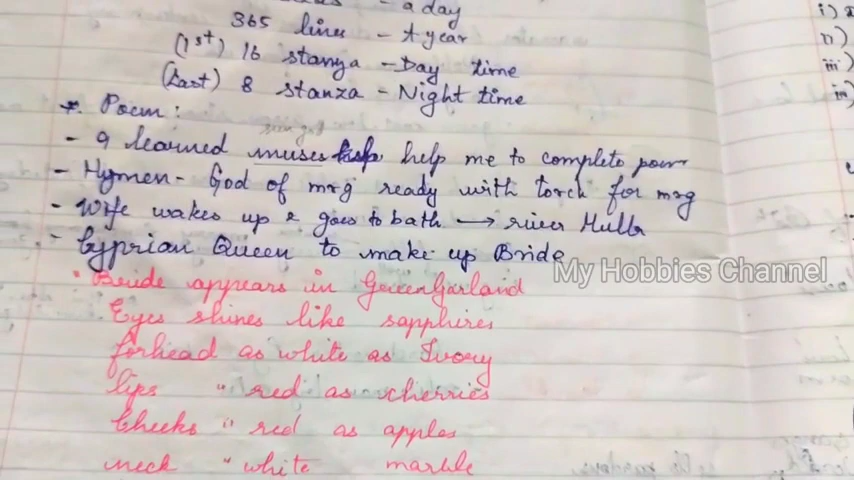 - a day
365 lines - A year
(1st) 16 stanza - Day time
(Last) 8 stanza - Night time
* Poem :
- 9 learned muses help me to complete poem
- Hymen - God of mrg ready with torch for mrg
- Wife wakes up & goes to bath → river Mulla
- Cyprian Queen to make up Bride
My Hobbies Channel
• Bride appears in Green Garland
Eyes shines like sapphires
forhead as white as Ivory
lips " red as cherries
Cheeks " red as apples
neck " white marble
i)
ii)
iii)